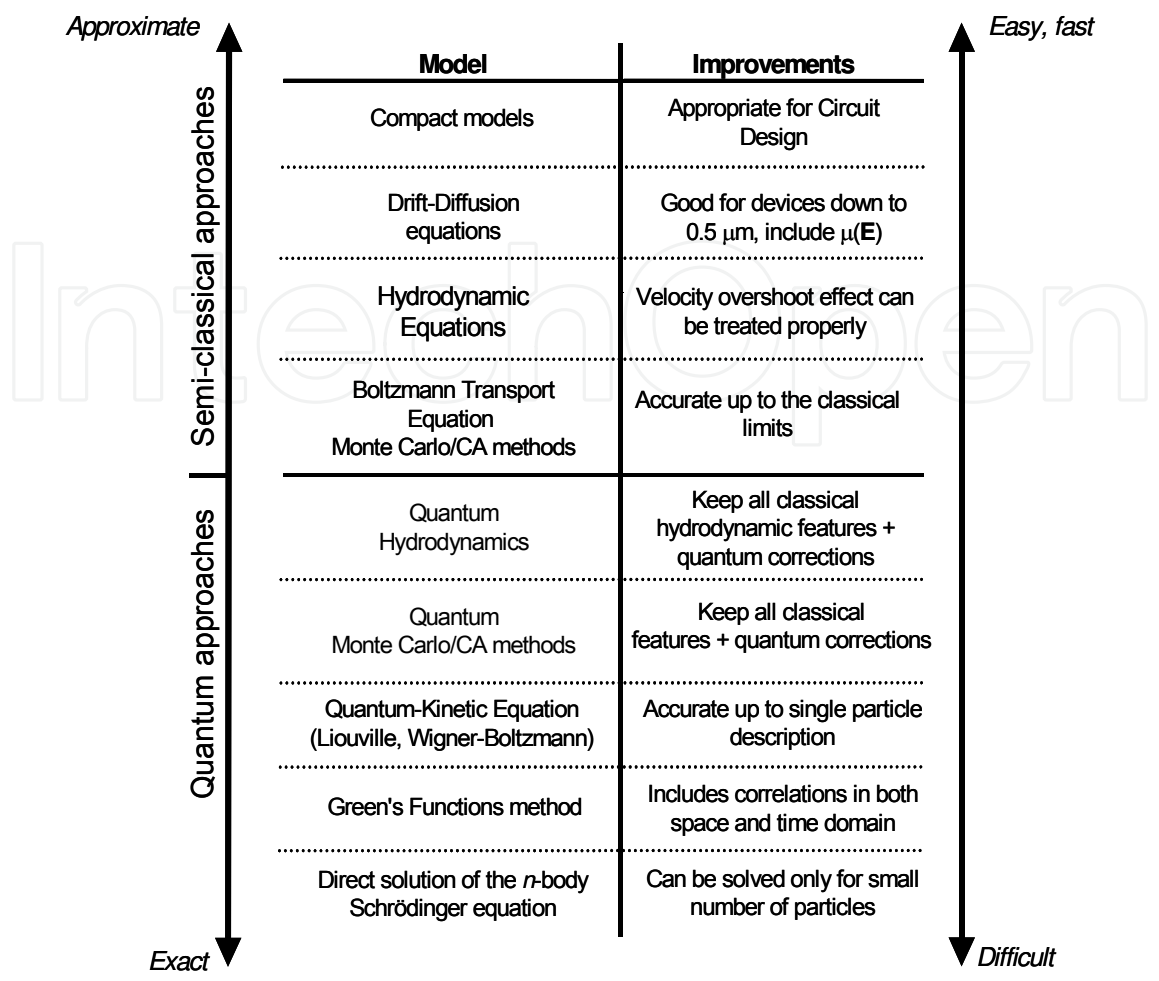 Approximate
Easy, fast
Model
Improvements
Semi-classical approaches
Compact models
Appropriate for Circuit
Design
Drift-Diffusion
equations
Good for devices down to
0.5 μm, include μ(E)
Hydrodynamic
Equations
Velocity overshoot effect can
be treated properly
Boltzmann Transport
Equation
Monte Carlo/CA methods
Accurate up to the classical
limits
Quantum approaches
Quantum
Hydrodynamics
Keep all classical
hydrodynamic features +
quantum corrections
Quantum
Monte Carlo/CA methods
Keep all classical
features + quantum corrections
Quantum-Kinetic Equation
(Liouville, Wigner-Boltzmann)
Accurate up to single particle
description
Green's Functions method
Includes correlations in both
space and time domain
Direct solution of the n-body
Schrödinger equation
Can be solved only for small
number of particles
Exact
Difficult
IntechOpen